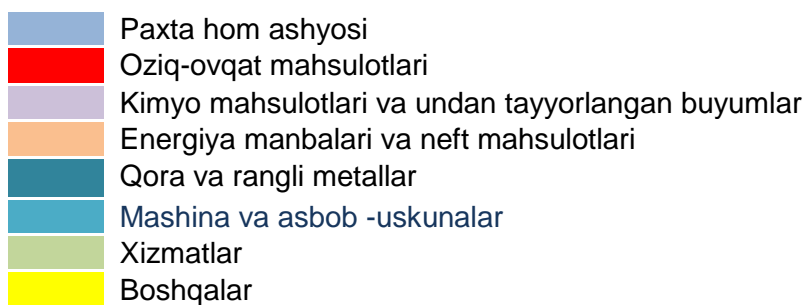 Paxta hom ashyosi
Oziq-ovqat mahsulotlari
Kimyo mahsulotlari va undan tayyorlangan buyumlar
Energiya manbalari va neft mahsulotlari
Qora va rangli metallar
Mashina va asbob -uskunalar
Xizmatlar
Boshqalar